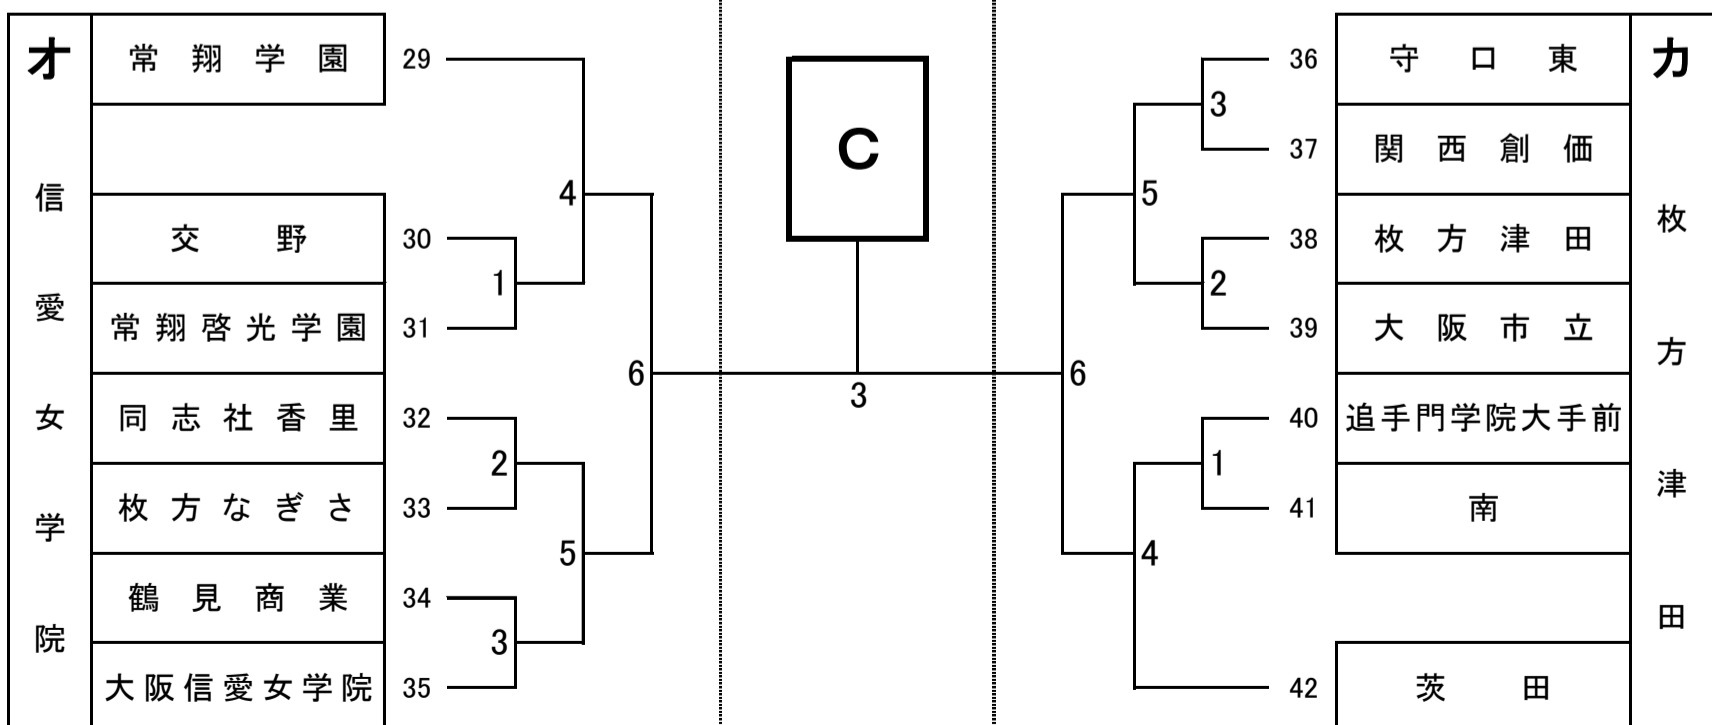 オ
信愛女学院
常翔学園 29
交野 30
常翔啓光学園 31
同志社香里 32
枚方なぎさ 33
鶴見商業 34
大阪信愛女学院 35
4
1
6
2
5
3
C
3
3
5
2
6
1
4
36 守口東
37 関西創価
38 枚方津田
39 大阪市立
40 追手門学院大手前
41 南
42 茨田
カ
枚方津田